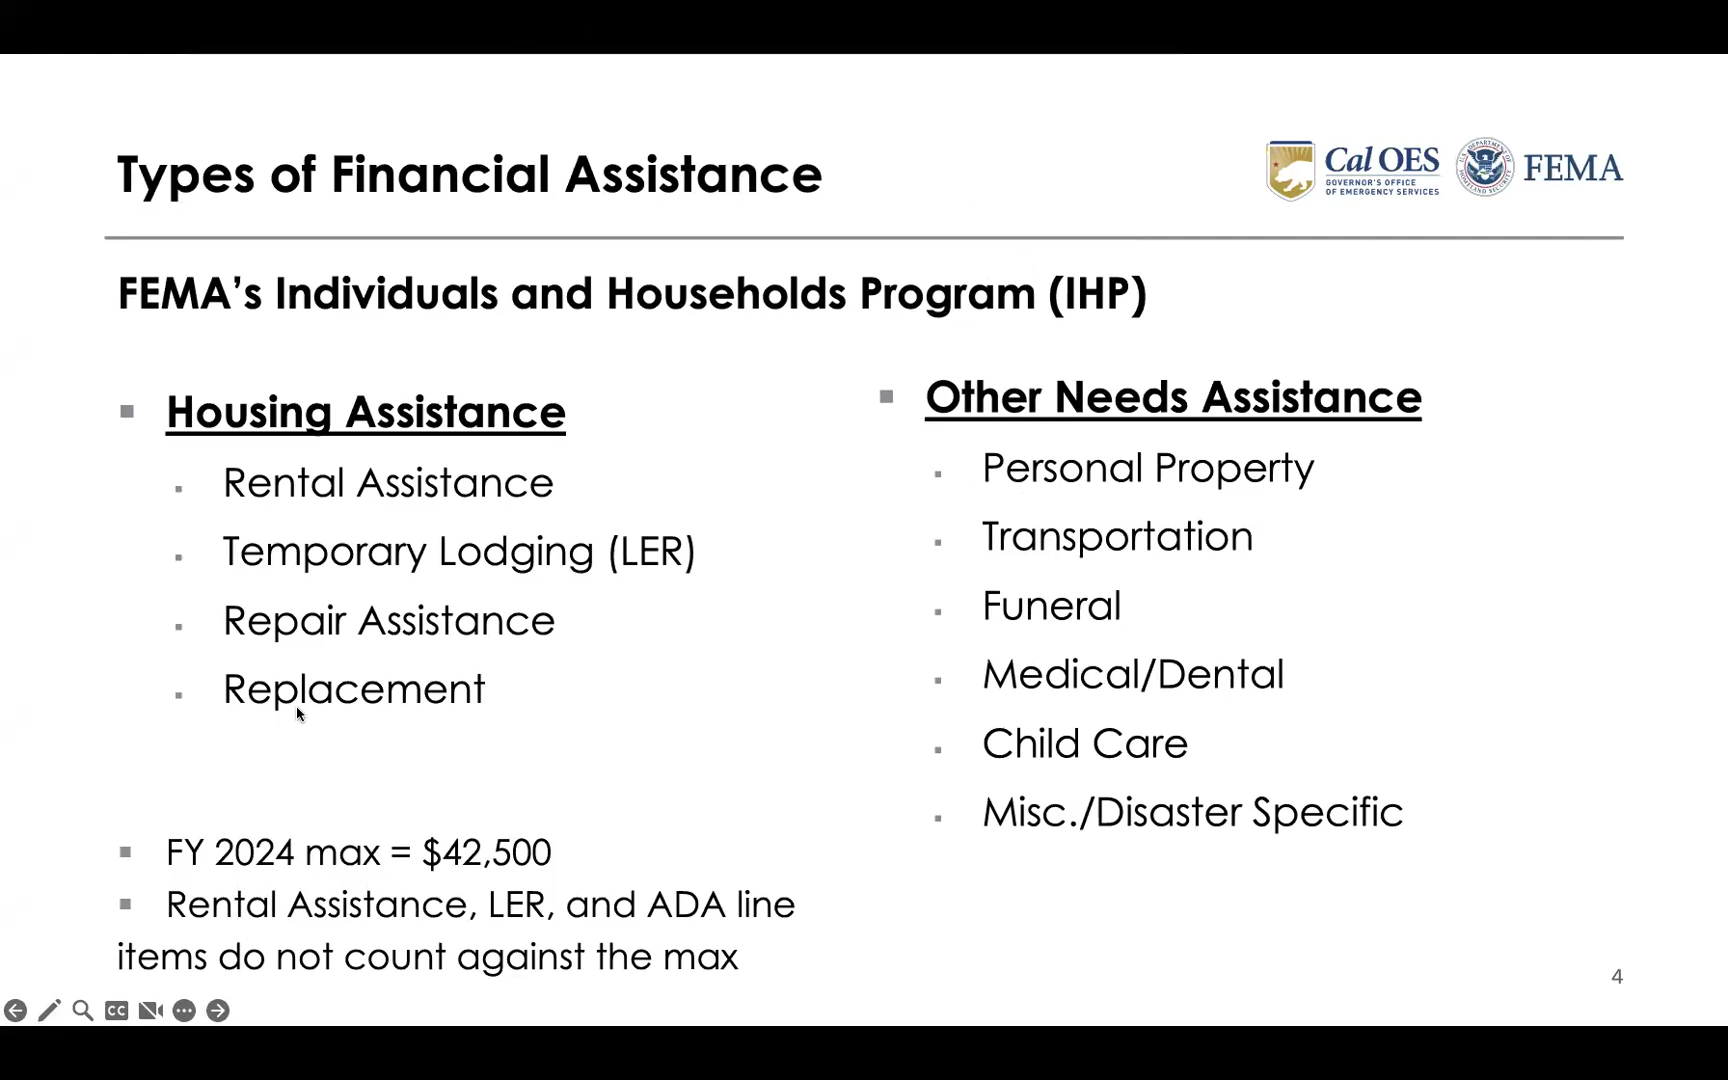 Types of Financial Assistance
Cal OES
GOVERNOR'S OFFICE
OF EMERGENCY SERVICES
FEMA
FEMA's Individuals and Households Program (IHP)
Housing Assistance
Rental Assistance
Temporary Lodging (LER)
Repair Assistance
Replacement
FY 2024 max = $42,500
Rental Assistance, LER, and ADA line
items do not count against the max
Other Needs Assistance
Personal Property
Transportation
Funeral
Medical/Dental
Child Care
Misc./Disaster Specific
4
CC